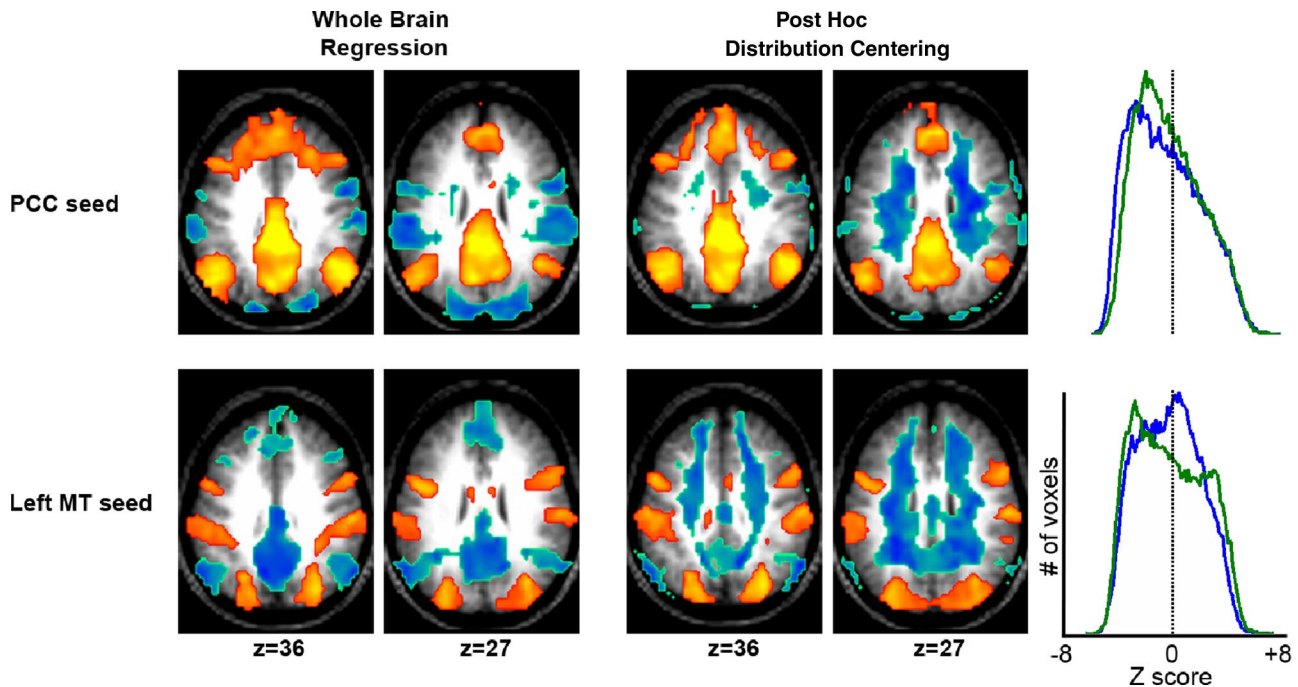 Whole Brain
Regression
Post Hoc
Distribution Centering
PCC seed
Left MT seed
z=36
z=27
z=36
z=27
# of voxels
-8
0
+8
Z score